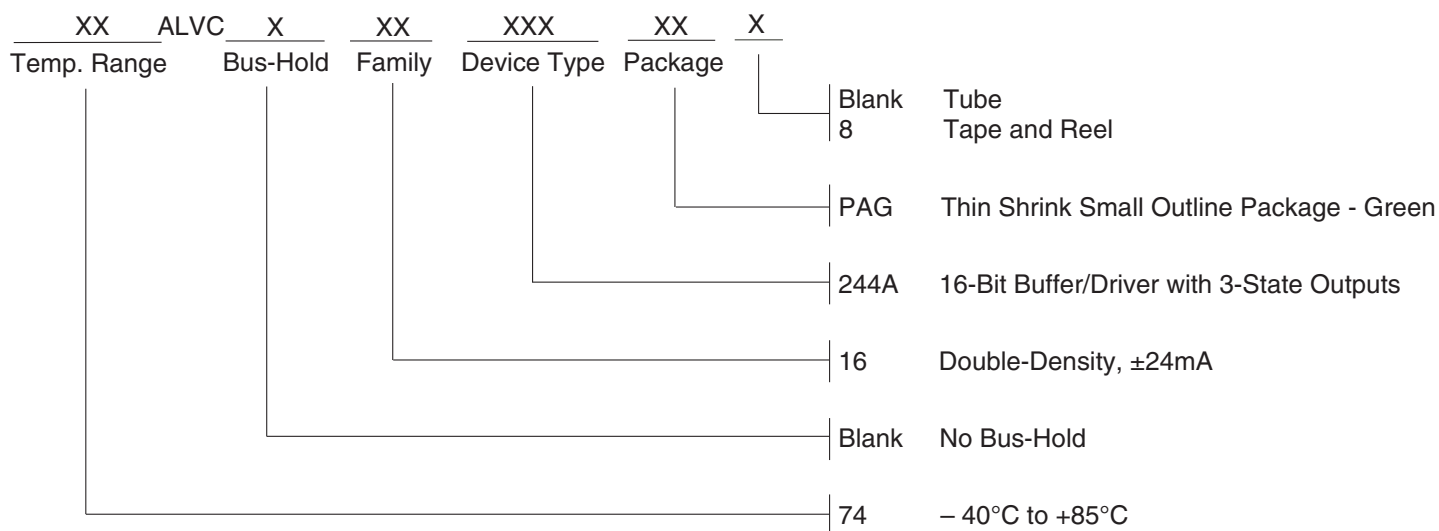 XX ALVC X XX XXX XX X
Temp. Range Bus-Hold Family Device Type Package
Blank Tube
8 Tape and Reel
PAG Thin Shrink Small Outline Package - Green
244A 16-Bit Buffer/Driver with 3-State Outputs
16 Double-Density, ±24mA
Blank No Bus-Hold
74 – 40°C to +85°C